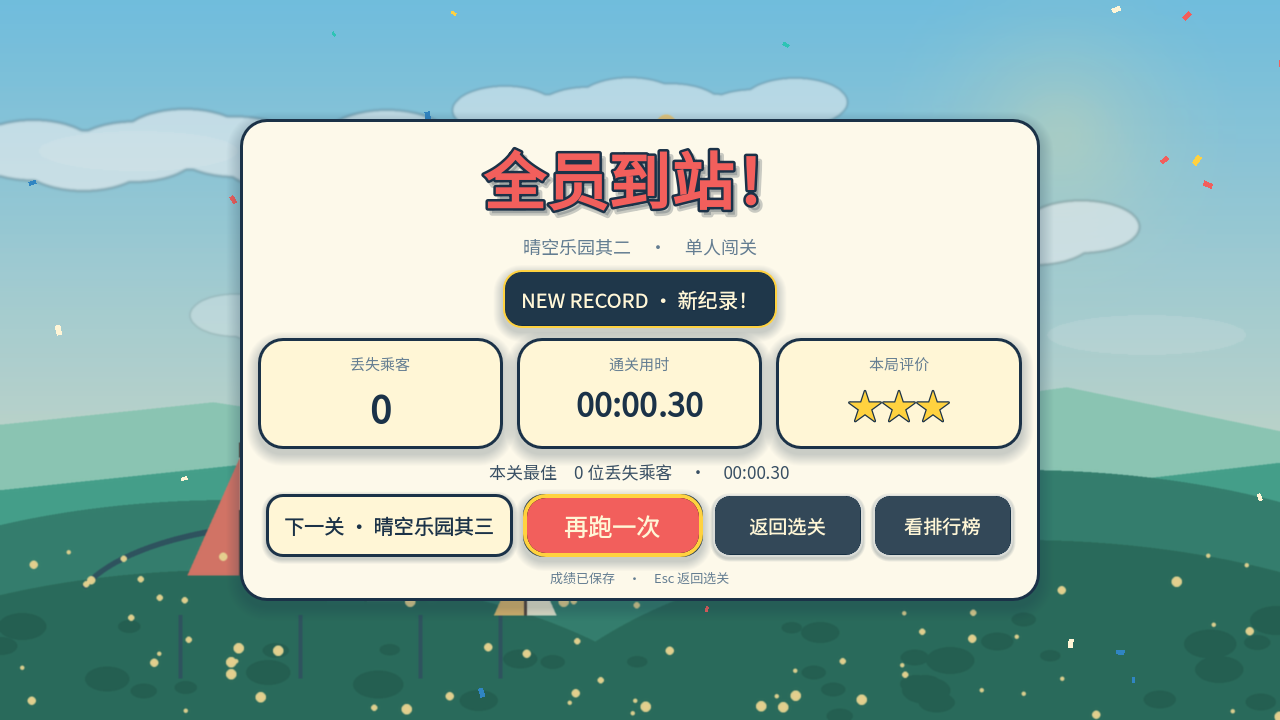 全员到站！
晴空乐园其二 • 单人闯关
NEW RECORD • 新纪录！
丢失乘客
0
通关用时
00:00.30
本局评价
本关最佳 0 位丢失乘客 • 00:00.30
下一关 • 晴空乐园其三
再跑一次
返回选关
看排行榜
成绩已保存 • Esc 返回选关